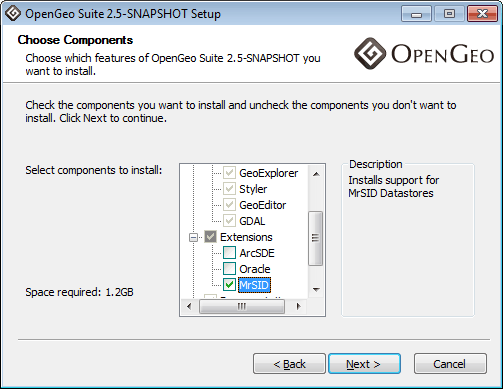 OpenGeo Suite 2.5-SNAPSHOT Setup
Choose Components
Choose which features of OpenGeo Suite 2.5-SNAPSHOT you
want to install.
OPENGEO
Check the components you want to install and uncheck the components you don't want to
install. Click Next to continue.
Select components to install:
GeoExplorer
Styler
GeoEditor
GDAL
Extensions
ArcSDE
Oracle
MrSID
Description
Installs support for
MrSID Datastores
Space required: 1.2GB
< Back
Next >
Cancel